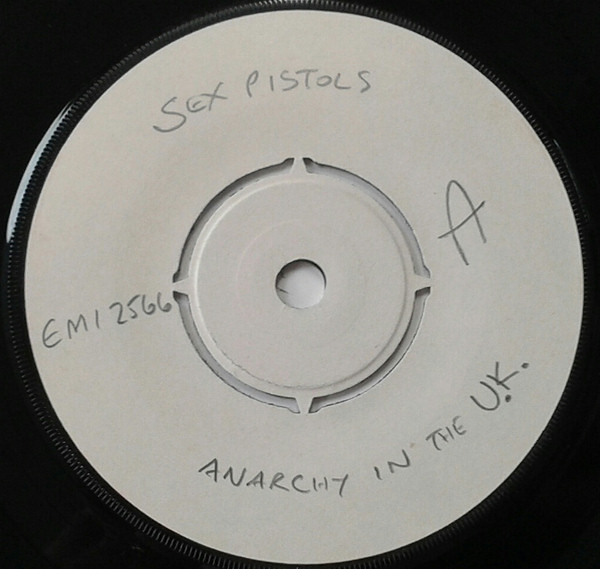 SEX PISTOLS
A
EMI 2566
ANARCHY IN THE U.K.